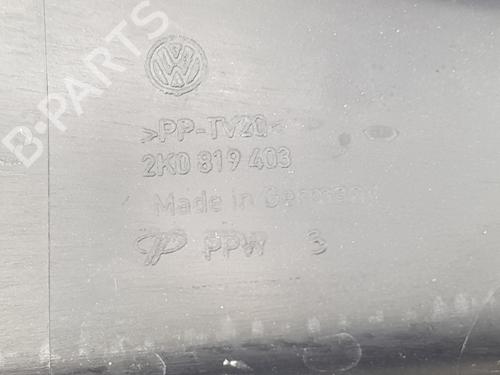 B-PARTS
>PP-TV20<
2K0 819 403
Made in Germany
PPW 3